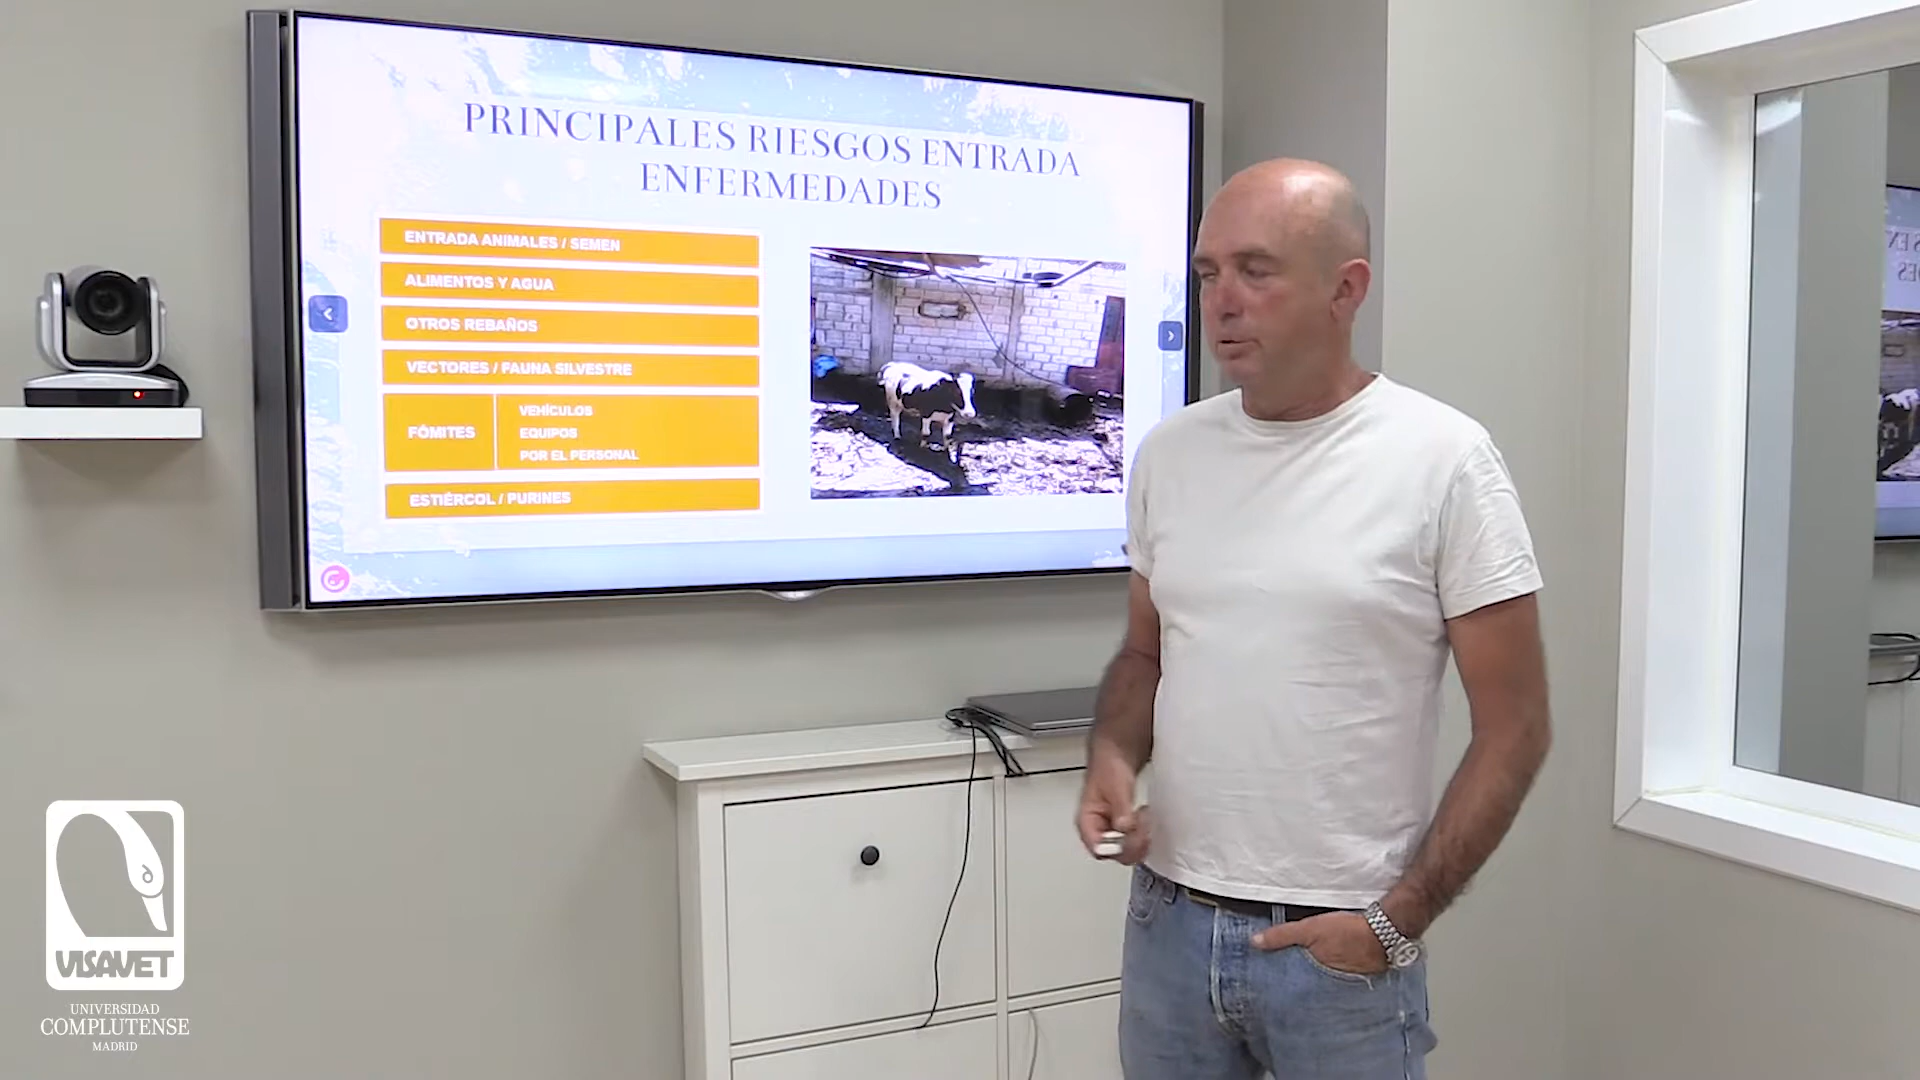 PRINCIPALES RIESGOS ENTRADA
ENFERMEDADES
ENTRADA ANIMALES / SEMEN
ALIMENTOS Y AGUA
OTROS REBAÑOS
VECTORES / FAUNA SILVESTRE
FÓMITES
VEHÍCULOS
EQUIPOS
POR EL PERSONAL
ESTIÉRCOL / PURINES
VISAVET
UNIVERSIDAD
COMPLUTENSE
MADRID